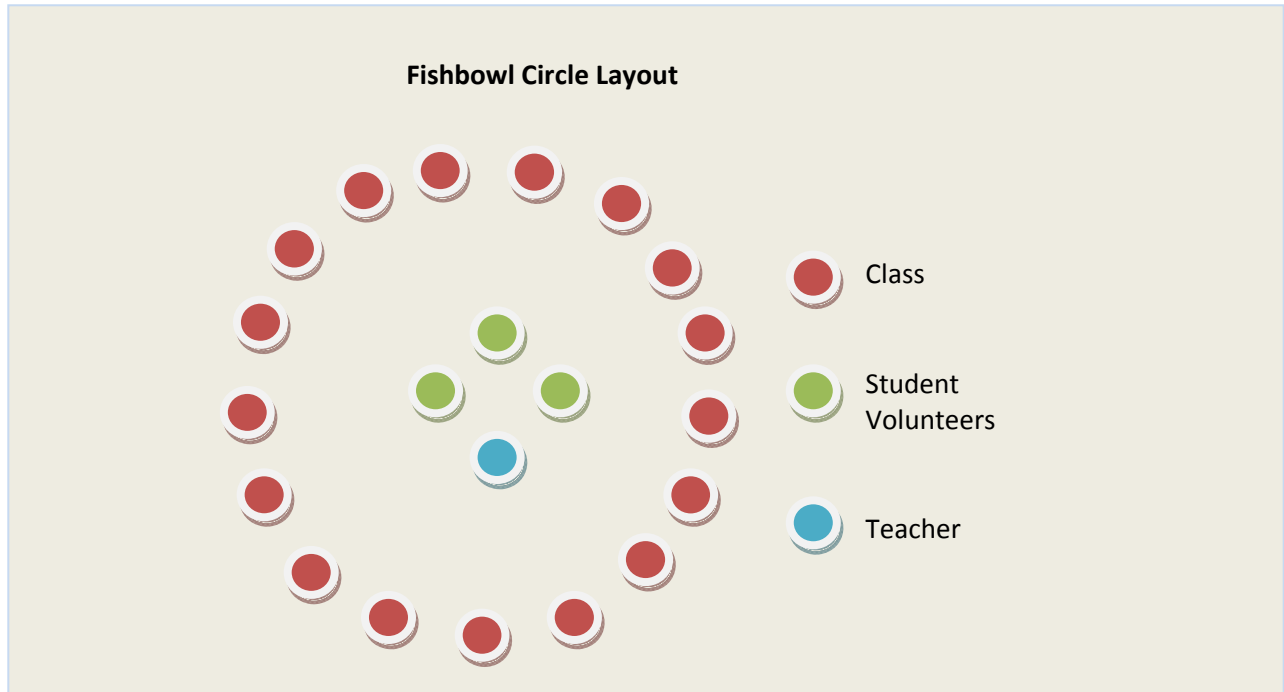 Fishbowl Circle Layout
Class
Student
Volunteers
Teacher